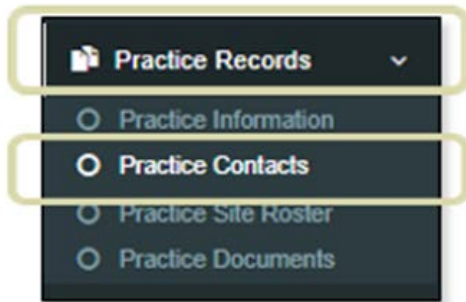 Practice Records
Practice Information
Practice Contacts
Practice Site Roster
Practice Documents